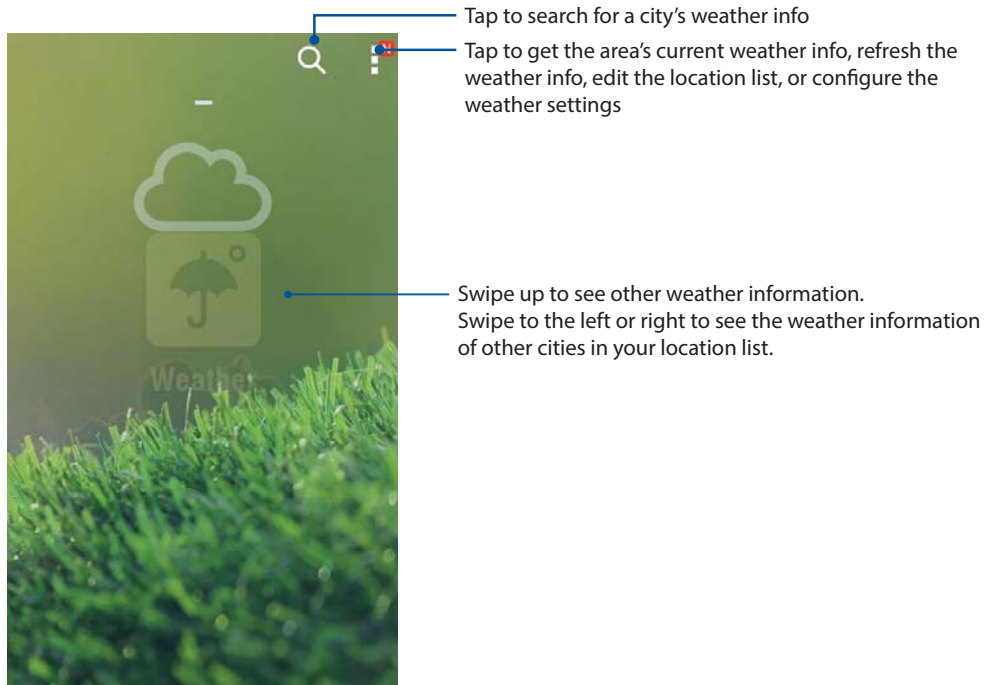 Tap to search for a city’s weather info
Tap to get the area’s current weather info, refresh the
weather info, edit the location list, or configure the
weather settings
Swipe up to see other weather information.
Swipe to the left or right to see the weather information
of other cities in your location list.
Weather